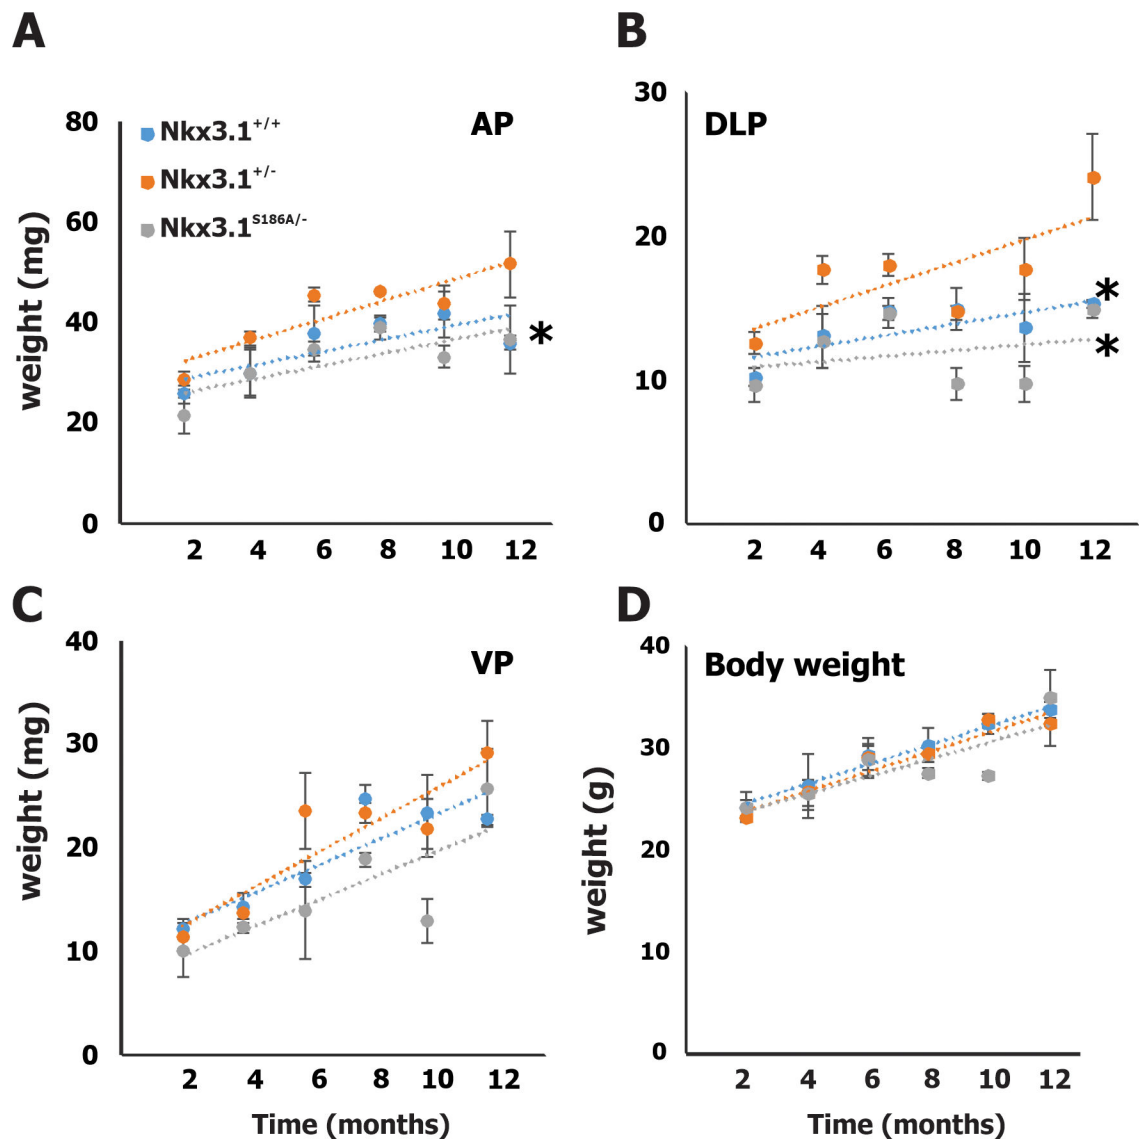 A
80
60
40
20
0
weight (mg)
AP
Nkx3.1+/+
Nkx3.1+/-
Nkx3.1S186A/-
*
2 4 6 8 10 12
B
30
20
10
0
DLP
*
*
2 4 6 8 10 12
C
40
30
20
10
0
weight (mg)
VP
2 4 6 8 10 12
Time (months)
D
40
30
20
10
0
weight (g)
Body weight
2 4 6 8 10 12
Time (months)